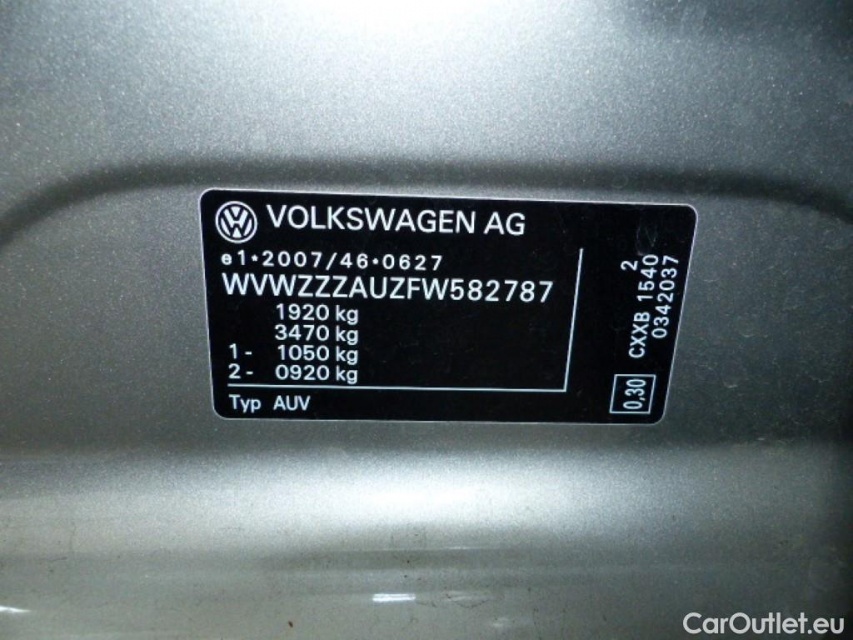 VOLKSWAGEN AG
e1*2007/46*0627
WVWZZZAUZFW582787
1920 kg
3470 kg
1- 1050 kg
2- 0920 kg
Typ AUV
2
CXXB 1540
0342037
0,30
CarOutlet.eu